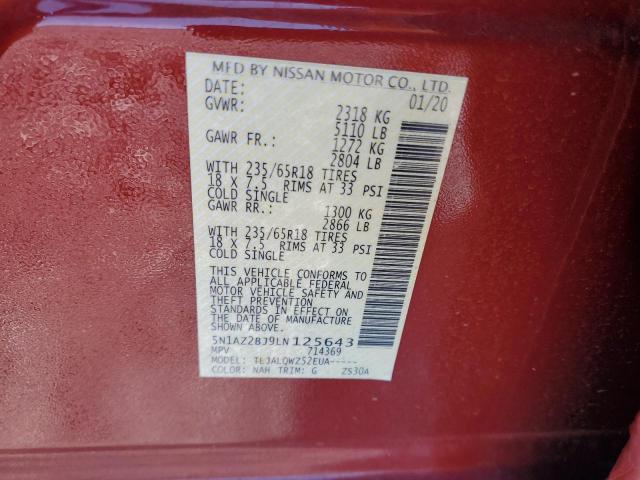 MFD BY NISSAN MOTOR CO., LTD.
DATE: 01/20
GVWR: 2318 KG
5110 LB
GAWR FR.: 1272 KG
2804 LB
WITH 235/65R18 TIRES
18 X 7.5 RIMS AT 33 PSI
COLD SINGLE
GAWR RR.: 1300 KG
2866 LB
WITH 235/65R18 TIRES
18 X 7.5 RIMS AT 33 PSI
COLD SINGLE
THIS VEHICLE CONFORMS TO
ALL APPLICABLE FEDERAL
MOTOR VEHICLE SAFETY AND
THEFT PREVENTION
STANDARDS IN EFFECT ON
THE DATE OF MANUFACTURE
SHOWN ABOVE.
5N1AZ2BJ9LN125643
MPV 714369
MODEL: TLJALQWZ52EUA-----
COLOR: NAH TRIM: G ZS30A